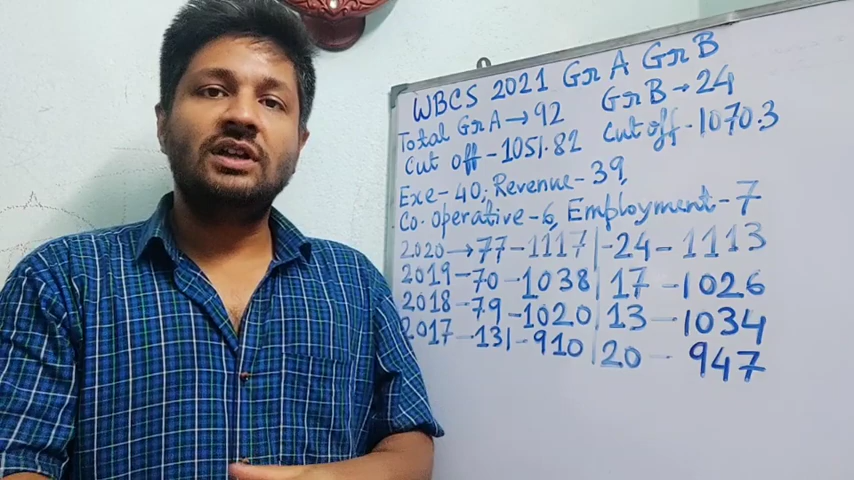 WBCS 2021 Gr A Gr B
Total Gr A → 92 Gr B → 24
Cut off - 1051.82 Cut off - 1070.3
Exe - 40; Revenue - 39,
Co-operative - 6, Employment - 7
2020 → 77 - 1117 | - 24 - 1113
2019 - 70 - 1038 | 17 - 1026
2018 - 79 - 1020 | 13 - 1034
2017 - 131 - 910 | 20 - 947